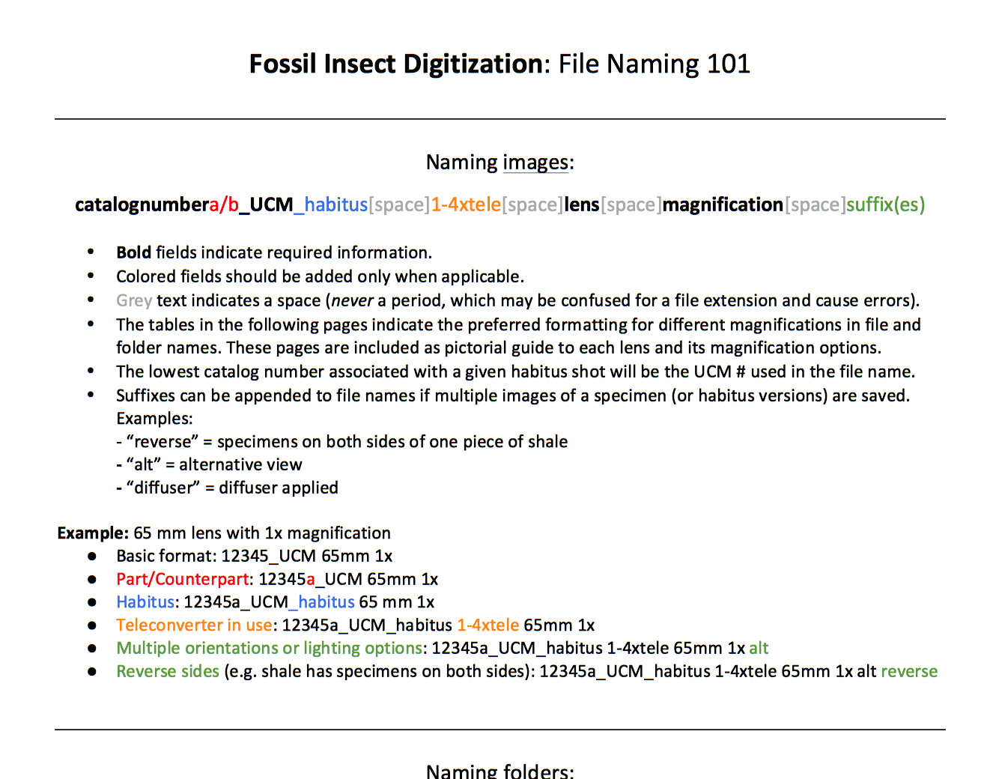 Fossil Insect Digitization: File Naming 101
Naming images:
catalognumbera/b_UCM_habitus[space]1-4xtele[space]lens[space]magnification[space]suffix(es)
• Bold fields indicate required information.
• Colored fields should be added only when applicable.
• Grey text indicates a space (never a period, which may be confused for a file extension and cause errors).
• The tables in the following pages indicate the preferred formatting for different magnifications in file and
folder names. These pages are included as pictorial guide to each lens and its magnification options.
• The lowest catalog number associated with a given habitus shot will be the UCM # used in the file name.
• Suffixes can be appended to file names if multiple images of a specimen (or habitus versions) are saved.
Examples:
- “reverse” = specimens on both sides of one piece of shale
- “alt” = alternative view
- “diffuser” = diffuser applied
Example: 65 mm lens with 1x magnification
● Basic format: 12345_UCM 65mm 1x
● Part/Counterpart: 12345a_UCM 65mm 1x
● Habitus: 12345a_UCM_habitus 65 mm 1x
● Teleconverter in use: 12345a_UCM_habitus 1-4xtele 65mm 1x
● Multiple orientations or lighting options: 12345a_UCM_habitus 1-4xtele 65mm 1x alt
● Reverse sides (e.g. shale has specimens on both sides): 12345a_UCM_habitus 1-4xtele 65mm 1x alt reverse
Naming folders: